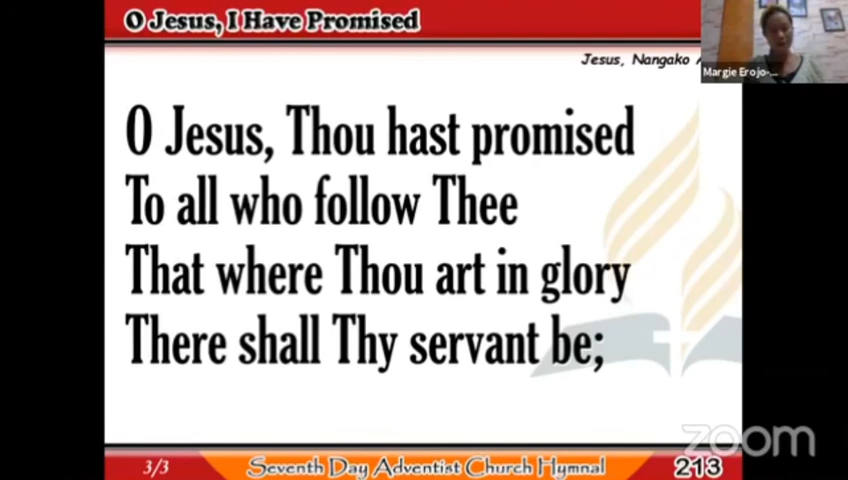 O Jesus, I Have Promised
Jesus, Nangako
Margie Erojo-...
O Jesus, Thou hast promised
To all who follow Thee
That where Thou art in glory
There shall Thy servant be;
zoom
3/3
Seventh Day Adventist Church Hymnal
213